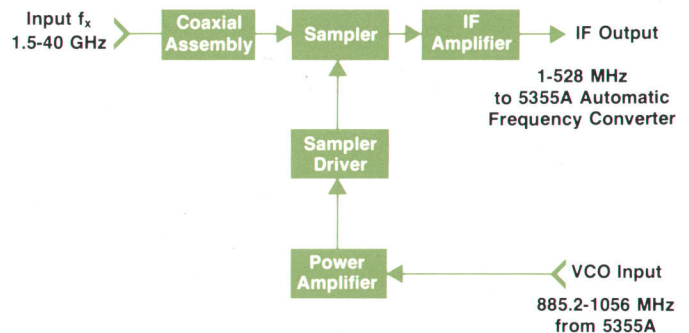 Input fx
1.5-40 GHz
Coaxial
Assembly
Sampler
IF
Amplifier
IF Output
1-528 MHz
to 5355A Automatic
Frequency Converter
Sampler
Driver
Power
Amplifier
VCO Input
885.2-1056 MHz
from 5355A